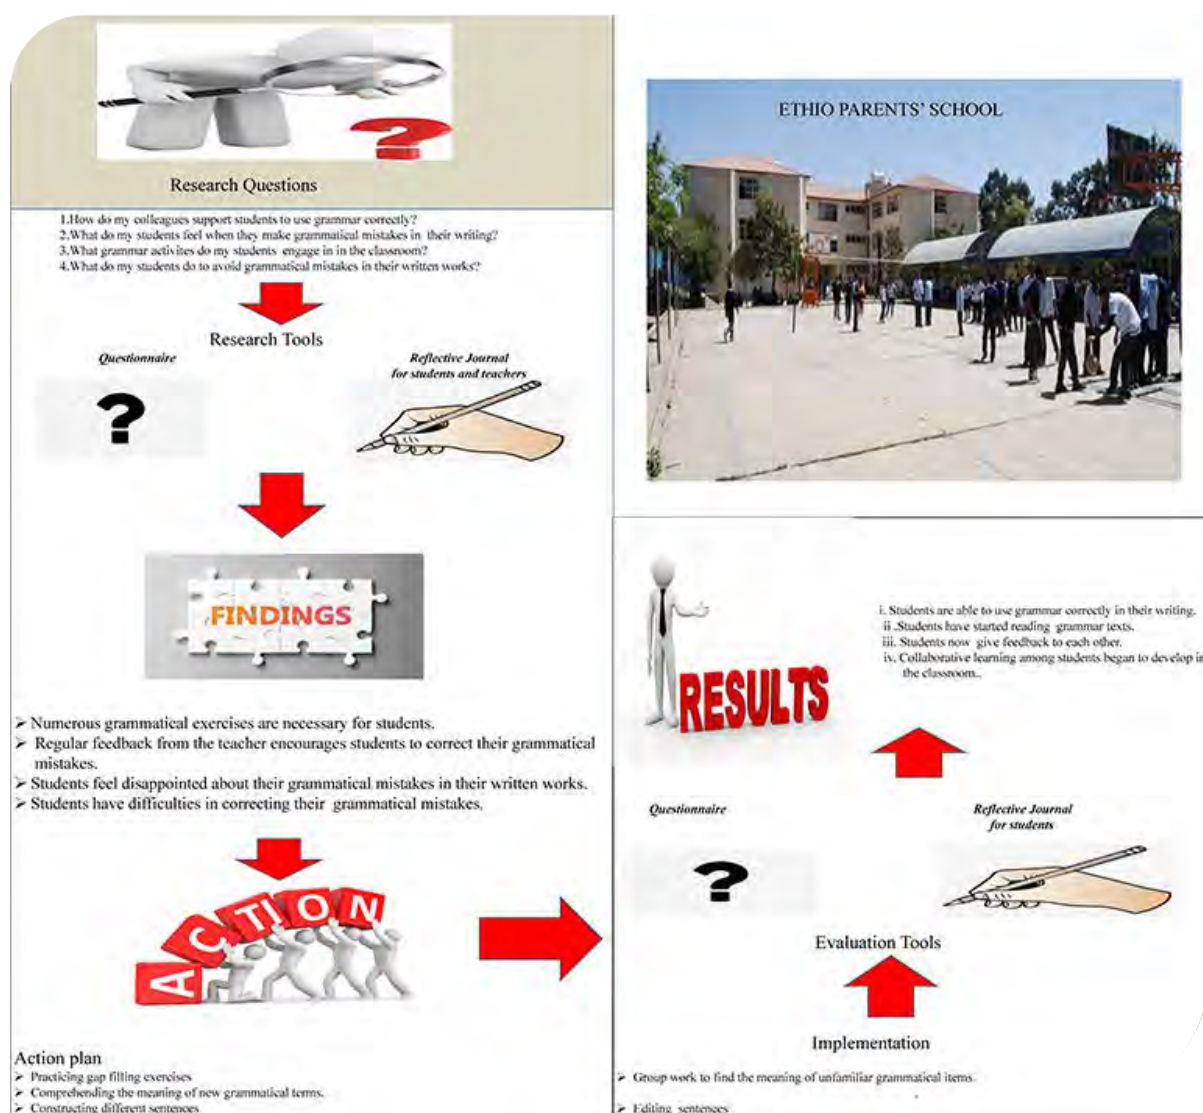 Research Questions
1.How do my colleagues support students to use grammar correctly?
2.What do my students feel when they make grammatical mistakes in their writing?
3.What grammar activites do my students engage in in the classroom?
4.What do my students do to avoid grammatical mistakes in their written works?
Research Tools
Questionnaire
Reflective Journal
for students and teachers
?
FINDINGS
➢ Numerous grammatical exercises are necessary for students.
➢ Regular feedback from the teacher encourages students to correct their grammatical
mistakes.
➢ Students feel disappointed about their grammatical mistakes in their written works.
➢ Students have difficulties in correcting their grammatical mistakes.
ACTION
Action plan
➢ Practicing gap filling exercises
➢ Comprehending the meaning of new grammatical terms.
➢ Constructing different sentences
ETHIO PARENTS' SCHOOL
i. Students are able to use grammar correctly in their writing.
ii .Students have started reading grammar texts.
iii. Students now give feedback to each other.
iv. Collaborative learning among students began to develop in
the classroom..
RESULTS
Questionnaire
Reflective Journal
for students
?
Evaluation Tools
Implementation
➢ Group work to find the meaning of unfamiliar grammatical items.
➢ Editing sentences